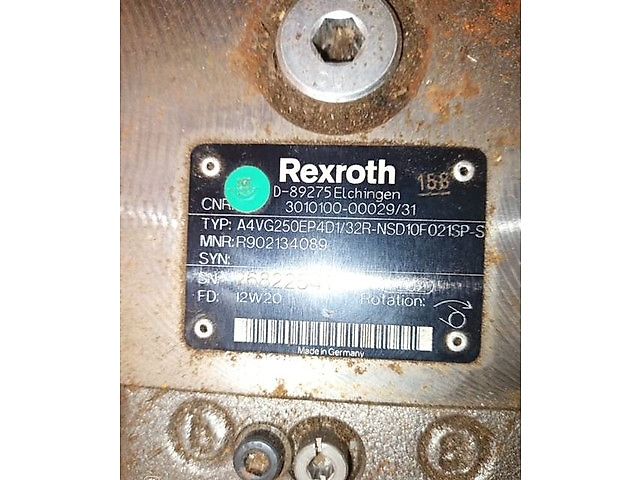 Rexroth
D-89275 Elchingen
158
CNR: 3010100-00029/31
TYP: A4VG250EP4D1/32R-NSD10F021SP-S
MNR: R902134089
SYN:
SN:
FD: 12W20 Rotation:
Made in Germany